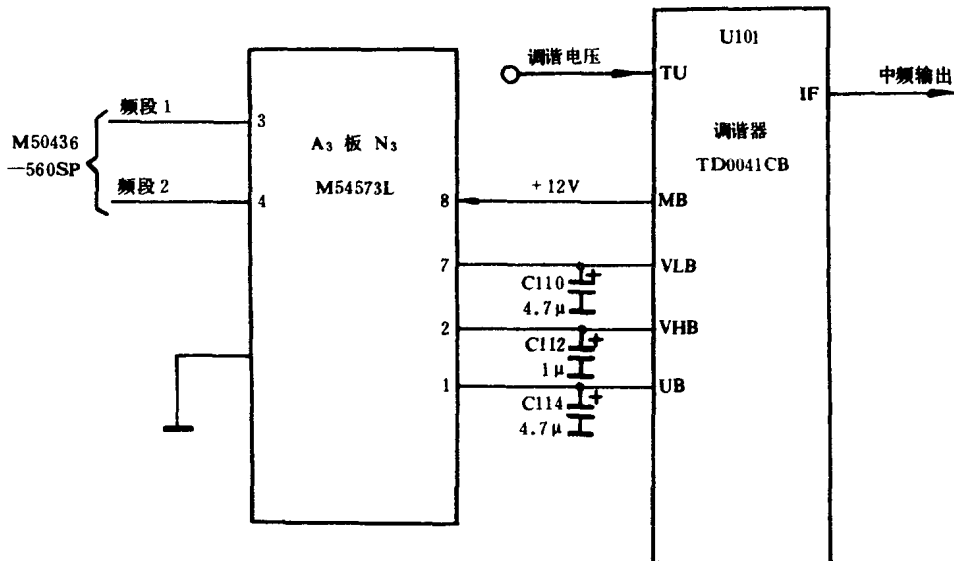 M50436
—560SP
频段1
频段2
3
4
A₃ 板 N₃
M54573L
8
7
2
1
调谐电压
+12V
C110
4.7μ
C112
1μ
C114
4.7μ
+
+
+
U101
TU
IF
调谐器
TD0041CB
MB
VLB
VHB
UB
中频输出